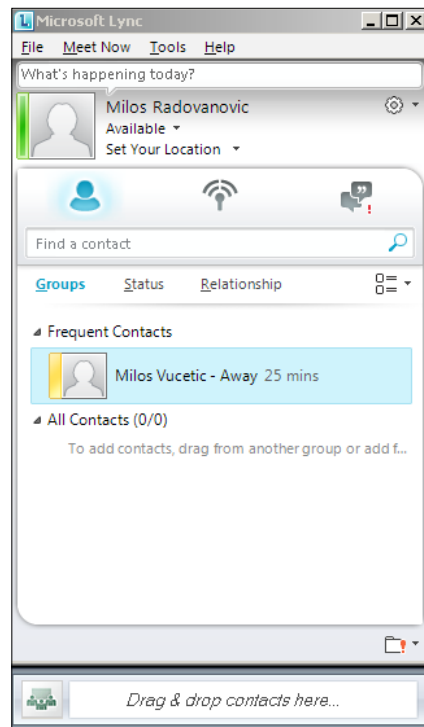 Microsoft Lync
File Meet Now Tools Help
What's happening today?
Milos Radovanovic
Available
Set Your Location
Find a contact
Groups Status Relationship
Frequent Contacts
Milos Vucetic - Away 25 mins
All Contacts (0/0)
To add contacts, drag from another group or add f...
Drag & drop contacts here...